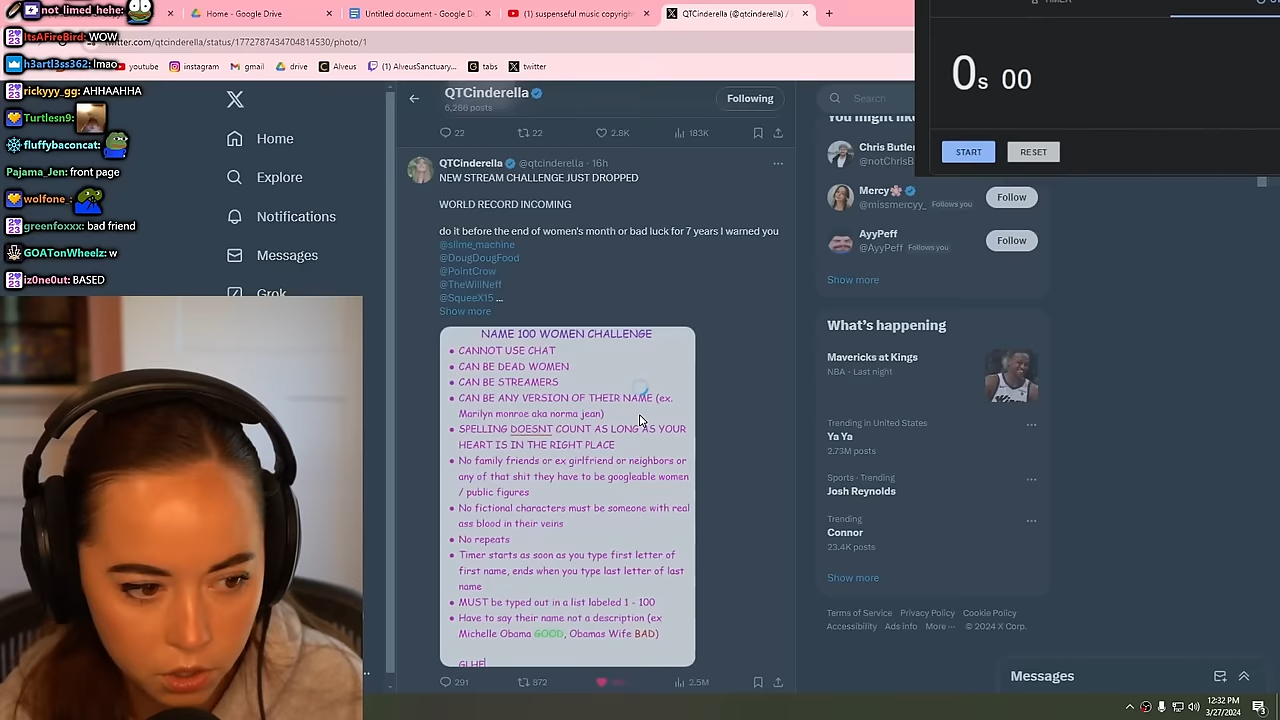 not_limed_hehe:
ItsAFireBird: WOW
h3artl3ss362: lmao
rickyyy_gg: AHHAAHHA
Turtlesn9:
fluffybaconcat:
Pajama_Jen: front page
wolfone_:
greenfoxxx: bad friend
GOATonWheelz: w
iz0ne0ut: BASED
Home - Google Drive
Untitled document - Google D
(1) samsung music copyright
QTCinderella (@qtcinderella) /
twitter.com/qtcinderella/status/1772787434704814530/photo/1
youtube
instagram
gmail
drive
Alveus
(1) AlveusSanctuary...
tabs
twitter
Home
Explore
Notifications
Messages
Grok
QTCinderella
6,286 posts
Following
22
22
2.8K
183K
QTCinderella @qtcinderella · 16h
NEW STREAM CHALLENGE JUST DROPPED
WORLD RECORD INCOMING
do it before the end of women's month or bad luck for 7 years I warned you
@slime_machine
@DougDougFood
@PointCrow
@TheWillNeff
@SqueeX15 ...
Show more
NAME 100 WOMEN CHALLENGE
• CANNOT USE CHAT
• CAN BE DEAD WOMEN
• CAN BE STREAMERS
• CAN BE ANY VERSION OF THEIR NAME (ex.
Marilyn monroe aka norma jean)
• SPELLING DOESNT COUNT AS LONG AS YOUR
HEART IS IN THE RIGHT PLACE
• No family friends or ex girlfriend or neighbors or
any of that shit they have to be googleable women
/ public figures
• No fictional characters must be someone with real
ass blood in their veins
• No repeats
• Timer starts as soon as you type first letter of
first name, ends when you type last letter of last
name
• MUST be typed out in a list labeled 1 - 100
• Have to say their name not a description (ex
Michelle Obama GOOD, Obamas Wife BAD)
GLHF
291
872
2.5M
Search
You might like
Chris Butler
@notChrisB
Mercy
@missmercyy_ Follows you
Follow
AyyPeff
@AyyPeff Follows you
Follow
Show more
What's happening
Mavericks at Kings
NBA · Last night
Trending in United States
Ya Ya
2.73M posts
Sports · Trending
Josh Reynolds
Trending
Connor
23.4K posts
Show more
Terms of Service Privacy Policy Cookie Policy
Accessibility Ads info More ··· © 2024 X Corp.
Messages
TIMER
0s 00
START
RESET
12:32 PM
3/27/2024